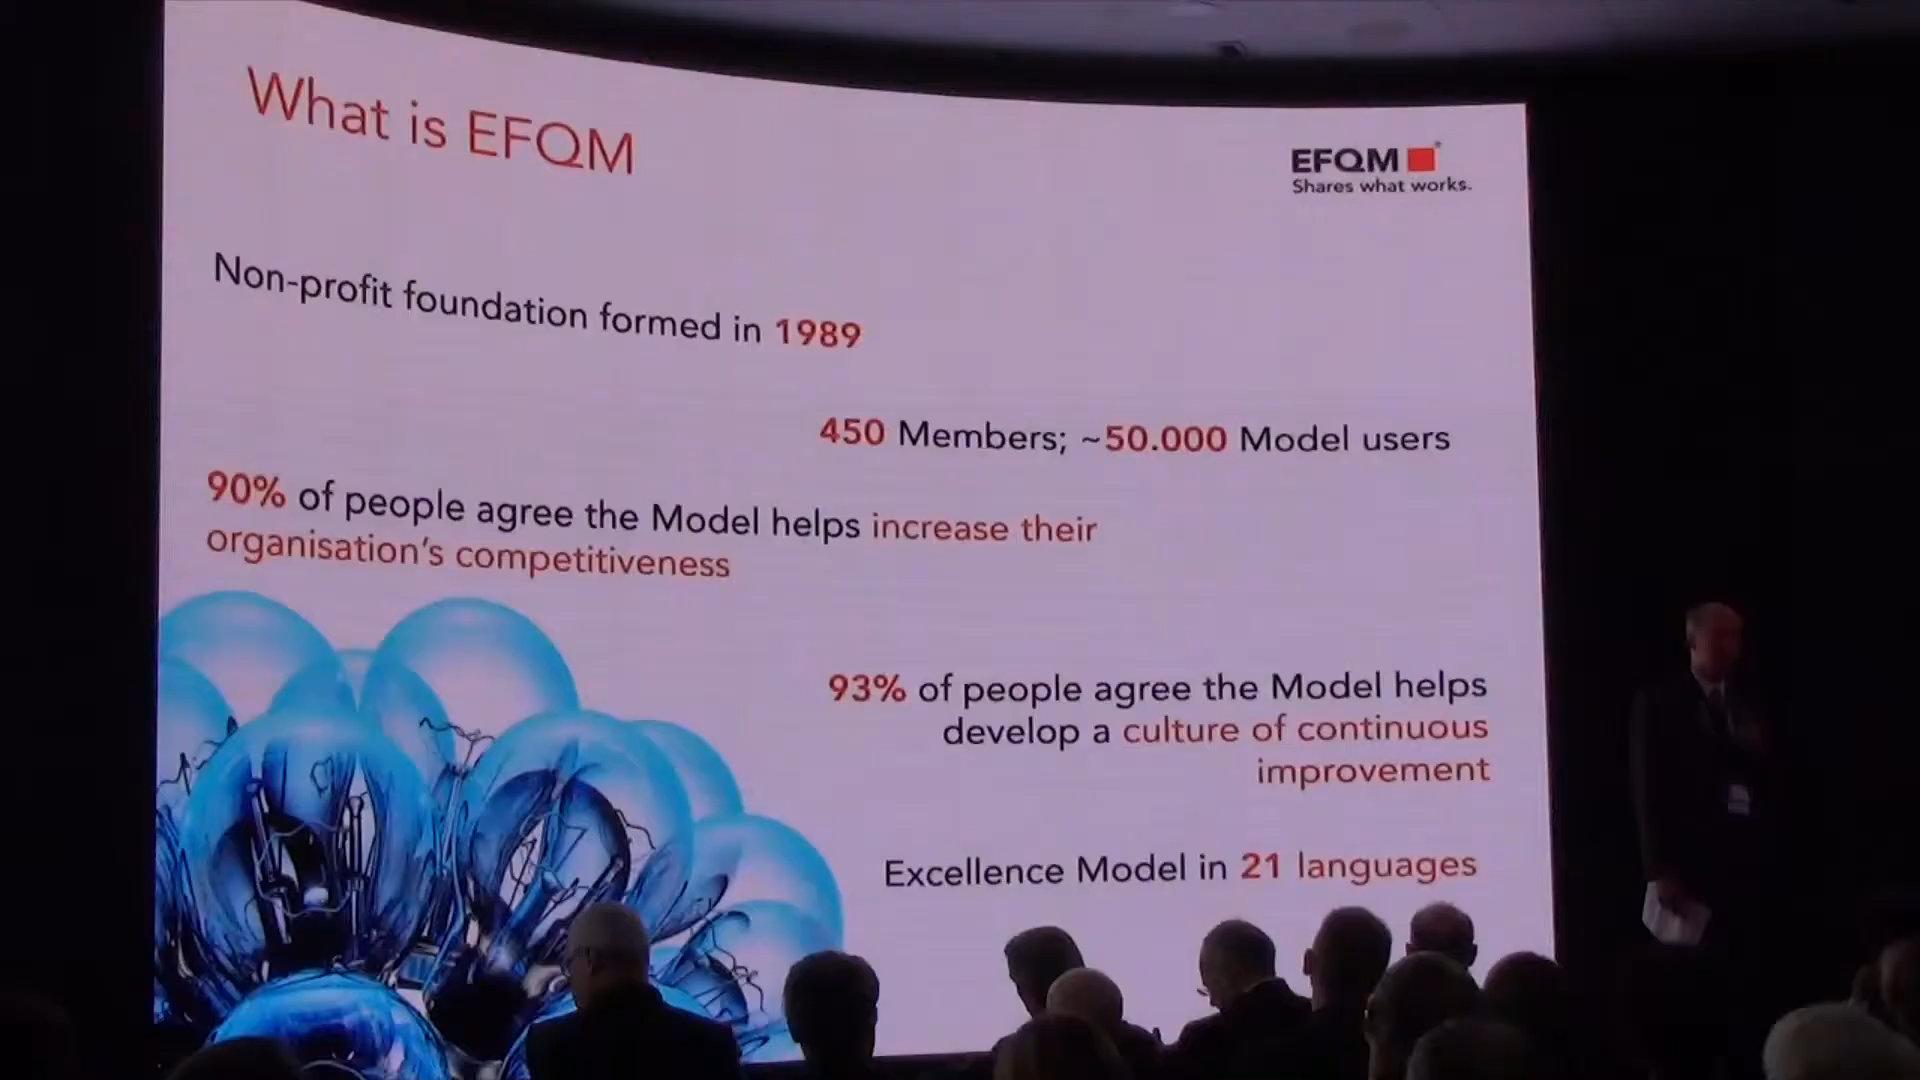 What is EFQM
EFQM
Shares what works.
Non-profit foundation formed in 1989
450 Members; ~50.000 Model users
90% of people agree the Model helps increase their
organisation's competitiveness
93% of people agree the Model helps
develop a culture of continuous
improvement
Excellence Model in 21 languages